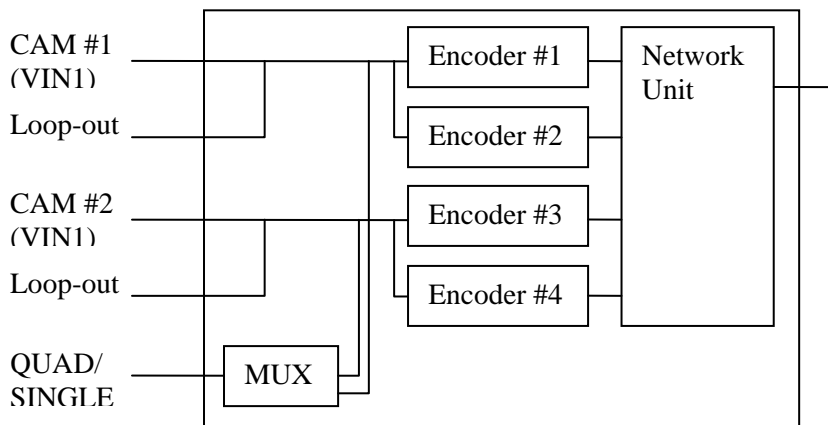 CAM #1
(VIN1)
Loop-out
CAM #2
(VIN1)
Loop-out
QUAD/
SINGLE
Encoder #1
Encoder #2
Encoder #3
Encoder #4
MUX
Network
Unit